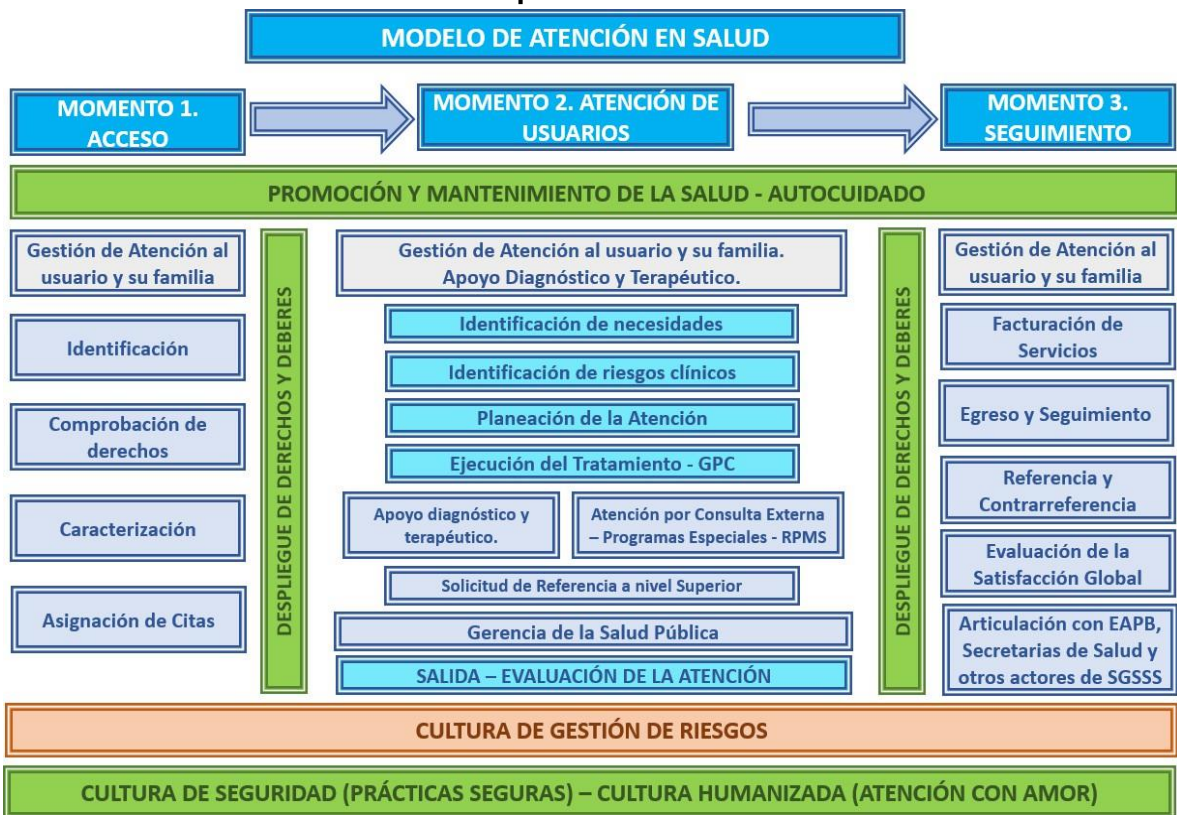 MODELO DE ATENCIÓN EN SALUD
MOMENTO 1.
ACCESO
MOMENTO 2. ATENCIÓN DE
USUARIOS
MOMENTO 3.
SEGUIMIENTO
PROMOCIÓN Y MANTENIMIENTO DE LA SALUD - AUTOCUIDADO
Gestión de Atención al
usuario y su familia
Identificación
Comprobación de
derechos
Caracterización
Asignación de Citas
DESPLIEGUE DE DERECHOS Y DEBERES
Gestión de Atención al usuario y su familia.
Apoyo Diagnóstico y Terapéutico.
Identificación de necesidades
Identificación de riesgos clínicos
Planeación de la Atención
Ejecución del Tratamiento - GPC
Apoyo diagnóstico y
terapéutico.
Atención por Consulta Externa
– Programas Especiales - RPMS
Solicitud de Referencia a nivel Superior
Gerencia de la Salud Pública
SALIDA – EVALUACIÓN DE LA ATENCIÓN
DESPLIEGUE DE DERECHOS Y DEBERES
Gestión de Atención al
usuario y su familia
Facturación de
Servicios
Egreso y Seguimiento
Referencia y
Contrarreferencia
Evaluación de la
Satisfacción Global
Articulación con EAPB,
Secretarias de Salud y
otros actores de SGSSS
CULTURA DE GESTIÓN DE RIESGOS
CULTURA DE SEGURIDAD (PRÁCTICAS SEGURAS) – CULTURA HUMANIZADA (ATENCIÓN CON AMOR)